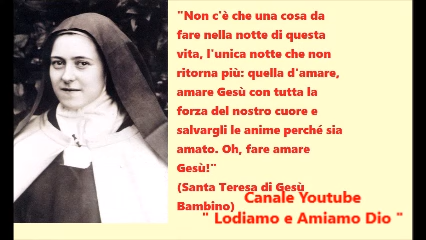 "Non c'è che una cosa da
fare nella notte di questa
vita, l'unica notte che non
ritorna più: quella d'amare,
amare Gesù con tutta la
forza del nostro cuore e
salvargli le anime perché sia
amato. Oh, fare amare
Gesù!"
(Santa Teresa di Gesù
Bambino)
Canale Youtube
" Lodiamo e Amiamo Dio "